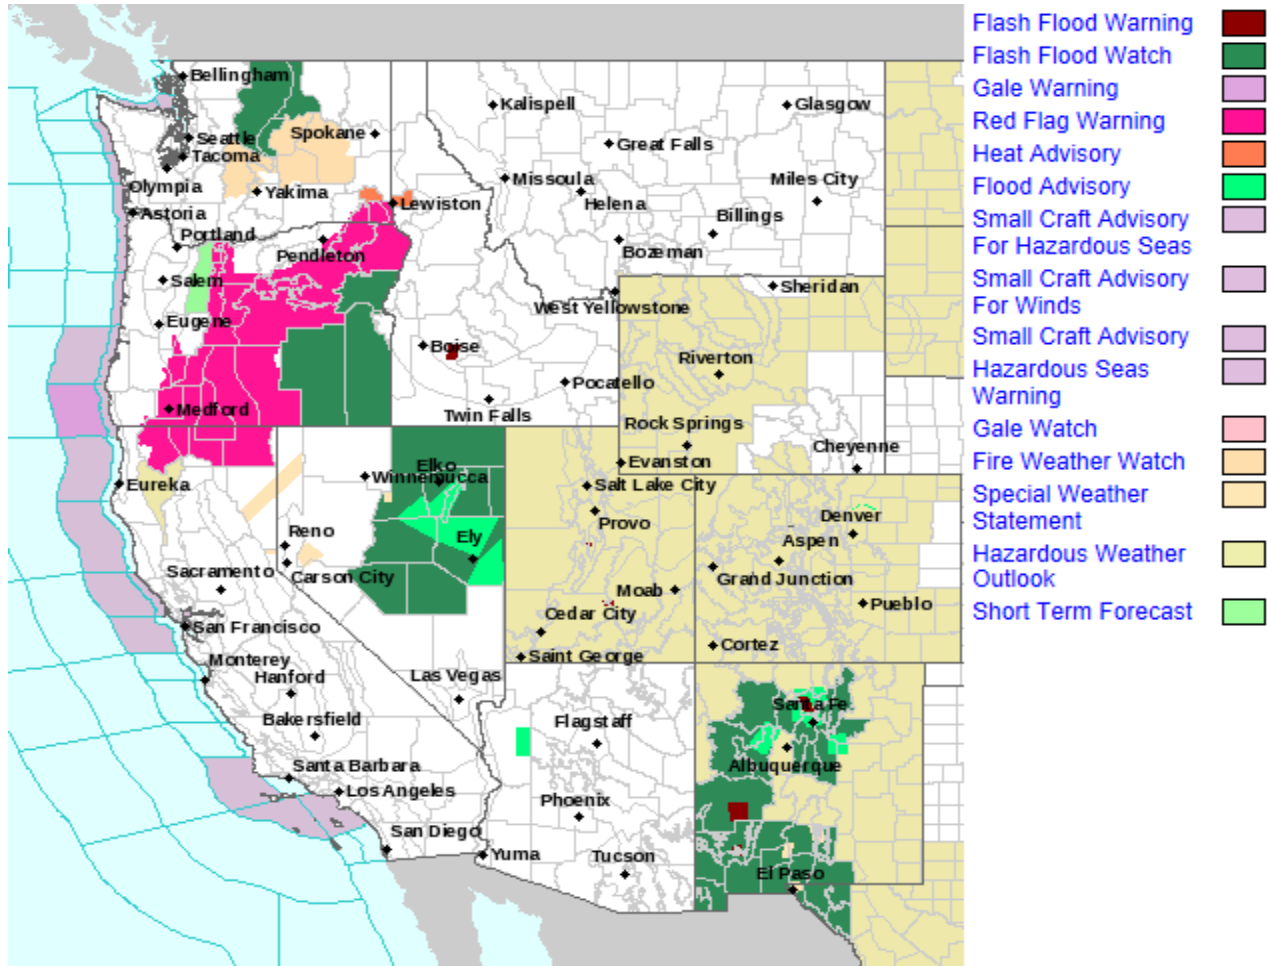 Bellingham
Seattle
Tacoma
Olympia
Spokane
Yakima
Astoria
Portland
Pendleton
Lewiston
Salem
Eugene
Medford
Kalispell
Glasgow
Great Falls
Missoula
Helena
Miles City
Billings
Bozeman
West Yellowstone
Sheridan
Boise
Pocatello
Twin Falls
Riverton
Rock Springs
Evanston
Cheyenne
Eureka
Winnemucca
Elko
Ely
Reno
Carson City
Sacramento
San Francisco
Monterey
Hanford
Bakersfield
Las Vegas
Santa Barbara
Los Angeles
San Diego
Yuma
Salt Lake City
Provo
Moab
Cedar City
Saint George
Denver
Aspen
Grand Junction
Pueblo
Cortez
Flagstaff
Phoenix
Tucson
Santa Fe
Albuquerque
El Paso
Flash Flood Warning
Flash Flood Watch
Gale Warning
Red Flag Warning
Heat Advisory
Flood Advisory
Small Craft Advisory
For Hazardous Seas
Small Craft Advisory
For Winds
Small Craft Advisory
Hazardous Seas
Warning
Gale Watch
Fire Weather Watch
Special Weather
Statement
Hazardous Weather
Outlook
Short Term Forecast